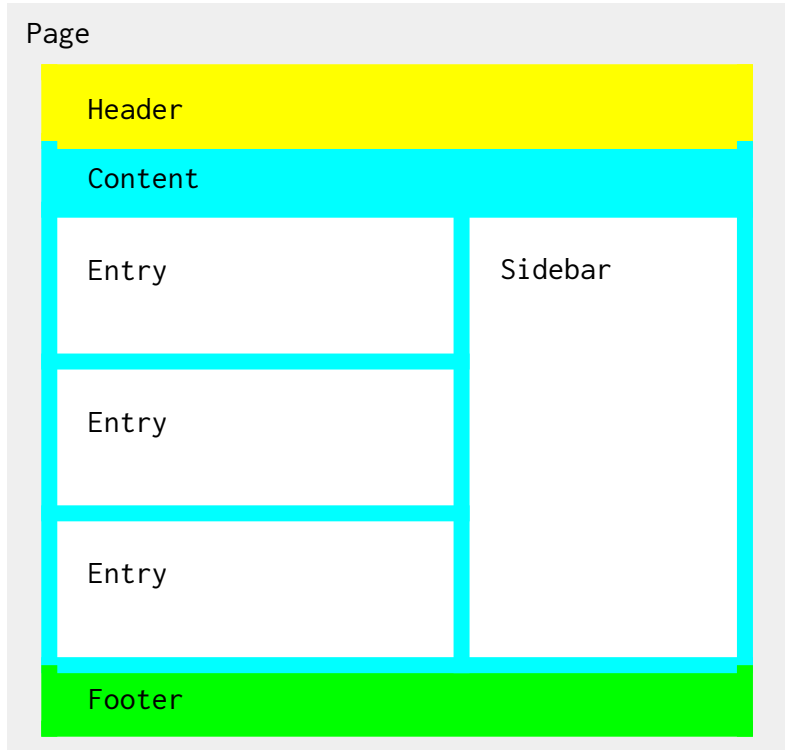 Page
Header
Content
Entry
Sidebar
Entry
Entry
Footer